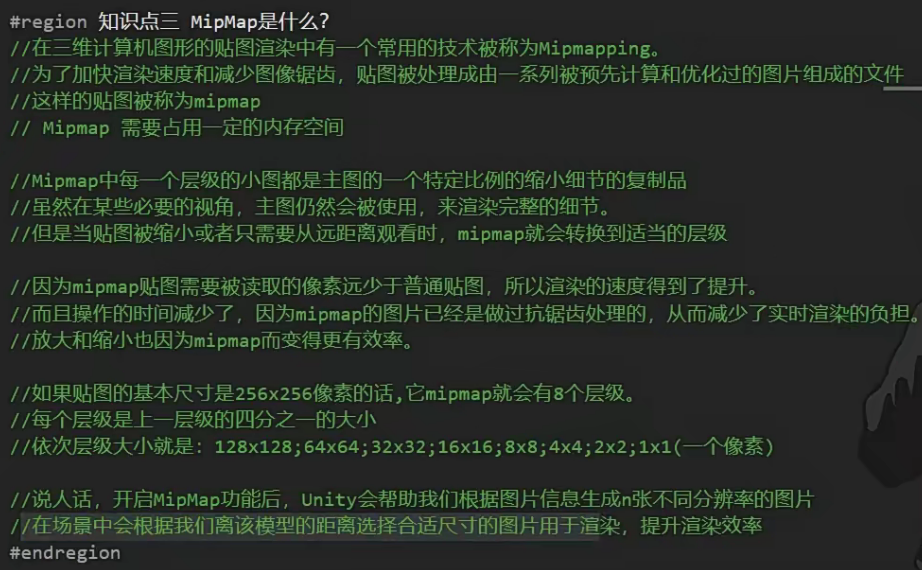 #region 知识点三 MipMap是什么?
//在三维计算机图形的贴图渲染中有一个常用的技术被称为Mipmapping。
//为了加快渲染速度和减少图像锯齿，贴图被处理成由一系列被预先计算和优化过的图片组成的文件
//这样的贴图被称为mipmap
// Mipmap 需要占用一定的内存空间
//Mipmap中每一个层级的小图都是主图的一个特定比例的缩小细节的复制品
//虽然在某些必要的视角，主图仍然会被使用，来渲染完整的细节。
//但是当贴图被缩小或者只需要从远距离观看时，mipmap就会转换到适当的层级
//因为mipmap贴图需要被读取的像素远少于普通贴图，所以渲染的速度得到了提升。
//而且操作的时间减少了，因为mipmap的图片已经是做过抗锯齿处理的，从而减少了实时渲染的负担。
//放大和缩小也因为mipmap而变得更有效率。
//如果贴图的基本尺寸是256x256像素的话,它mipmap就会有8个层级。
//每个层级是上一层级的四分之一的大小
//依次层级大小就是：128x128;64x64;32x32;16x16;8x8;4x4;2x2;1x1(一个像素)
//说人话，开启MipMap功能后，Unity会帮助我们根据图片信息生成n张不同分辨率的图片
//在场景中会根据我们离该模型的距离选择合适尺寸的图片用于渲染，提升渲染效率
#endregion